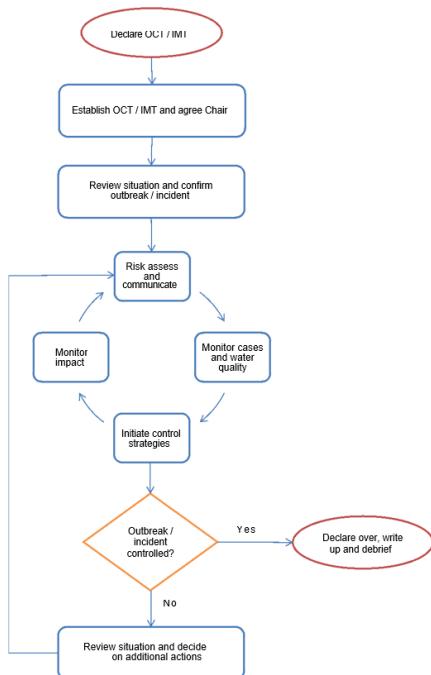 Declare OCT / IMT
Establish OCT / IMT and agree Chair
Review situation and confirm
outbreak / incident
Risk assess
and
communicate
Monitor
impact
Monitor cases
and water
quality
Initiate control
strategies
Outbreak /
incident
controlled?
Yes
Declare over, write
up and debrief
No
Review situation and decide
on additional actions